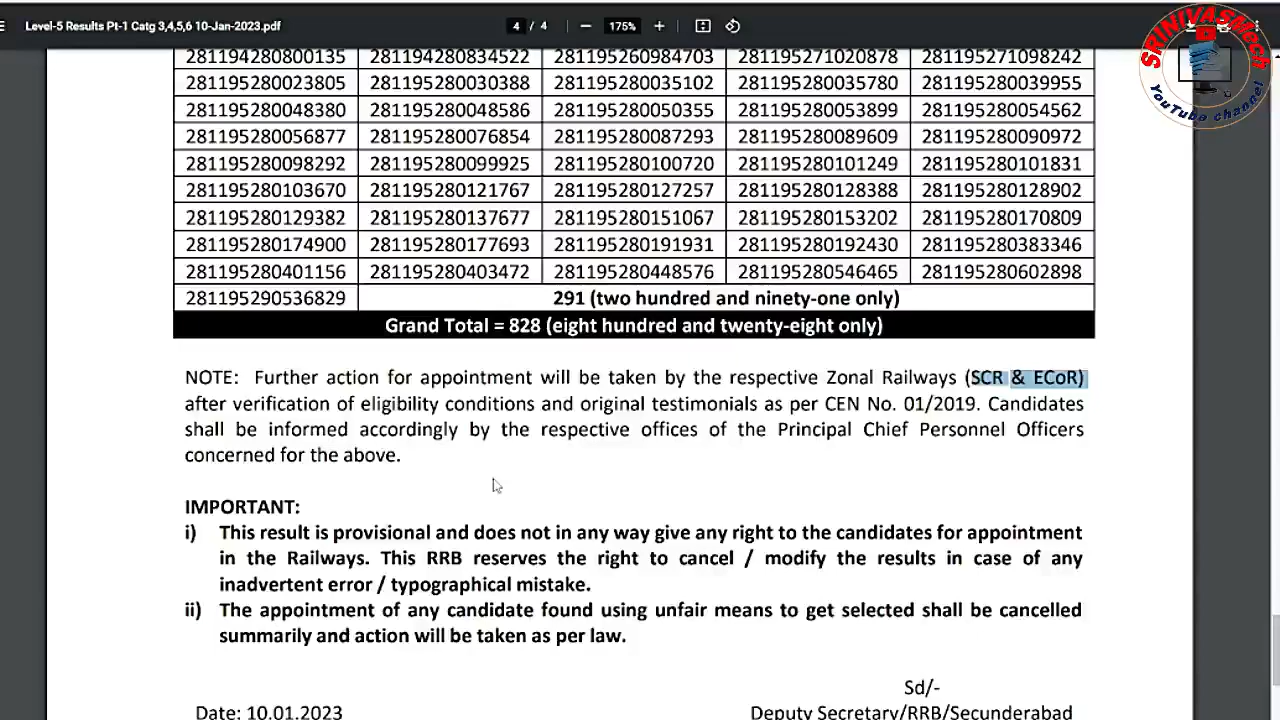 Level-5 Results Pt-1 Catg 3,4,5,6 10-Jan-2023.pdf
4 / 4
175%
SRINIVASMech
YouTube channel
281194280800135 281194280834522 281195260984703 281195271020878 281195271098242
281195280023805 281195280030388 281195280035102 281195280035780 281195280039955
281195280048380 281195280048586 281195280050355 281195280053899 281195280054562
281195280056877 281195280076854 281195280087293 281195280089609 281195280090972
281195280098292 281195280099925 281195280100720 281195280101249 281195280101831
281195280103670 281195280121767 281195280127257 281195280128388 281195280128902
281195280129382 281195280137677 281195280151067 281195280153202 281195280170809
281195280174900 281195280177693 281195280191931 281195280192430 281195280383346
281195280401156 281195280403472 281195280448576 281195280546465 281195280602898
281195290536829 291 (two hundred and ninety-one only)
Grand Total = 828 (eight hundred and twenty-eight only)
NOTE: Further action for appointment will be taken by the respective Zonal Railways (SCR & ECoR)
after verification of eligibility conditions and original testimonials as per CEN No. 01/2019. Candidates
shall be informed accordingly by the respective offices of the Principal Chief Personnel Officers
concerned for the above.
IMPORTANT:
i) This result is provisional and does not in any way give any right to the candidates for appointment
in the Railways. This RRB reserves the right to cancel / modify the results in case of any
inadvertent error / typographical mistake.
ii) The appointment of any candidate found using unfair means to get selected shall be cancelled
summarily and action will be taken as per law.
Sd/-
Date: 10.01.2023 Deputy Secretary/RRB/Secunderabad